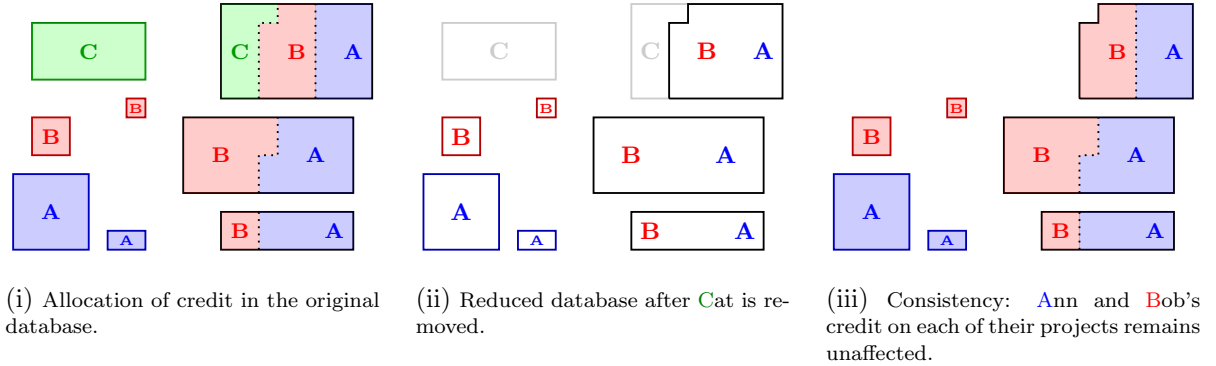 C
C
B
A
B
B
B
A
A
A
B
A
(i) Allocation of credit in the original
database.
C
C
B
A
B
B
B
A
A
A
B
A
(ii) Reduced database after Cat is re-
moved.
B
A
B
B
B
A
A
A
B
A
(iii) Consistency: Ann and Bob's
credit on each of their projects remains
unaffected.